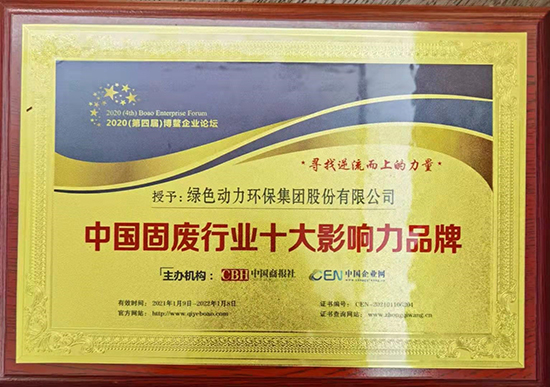 2020 (4th) Boao Enterprise Forum
2020(第四届)博鳌企业论坛
"寻找逆流而上的力量"
授予:绿色动力环保集团股份有限公司
中国固废行业十大影响力品牌
主办机构: CBH 中国商报社 CEN 中国企业网
有效时间:2021年1月9日-2022年1月8日
证书编号:
官方网站:http://www.qiyeboao.com
证书查询网站: